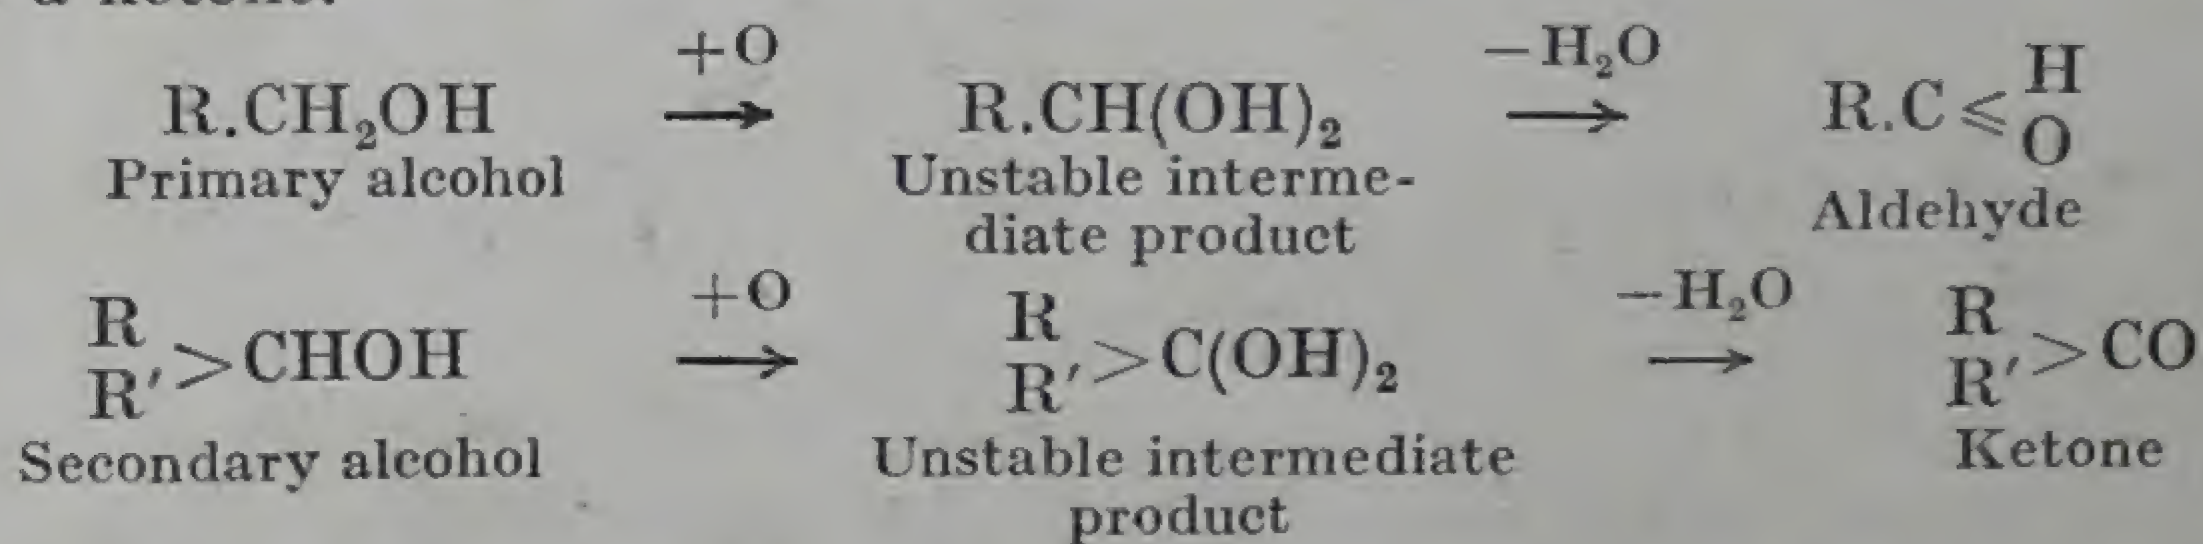 a ketone.
+O −H₂O H
R.CH₂OH → R.CH(OH)₂ → R.C ⩽ O
Primary alcohol Unstable interme- Aldehyde
diate product
+O −H₂O
R R R
R′ > CHOH → R′ > C(OH)₂ → R′ > CO
Secondary alcohol Unstable intermediate Ketone
product